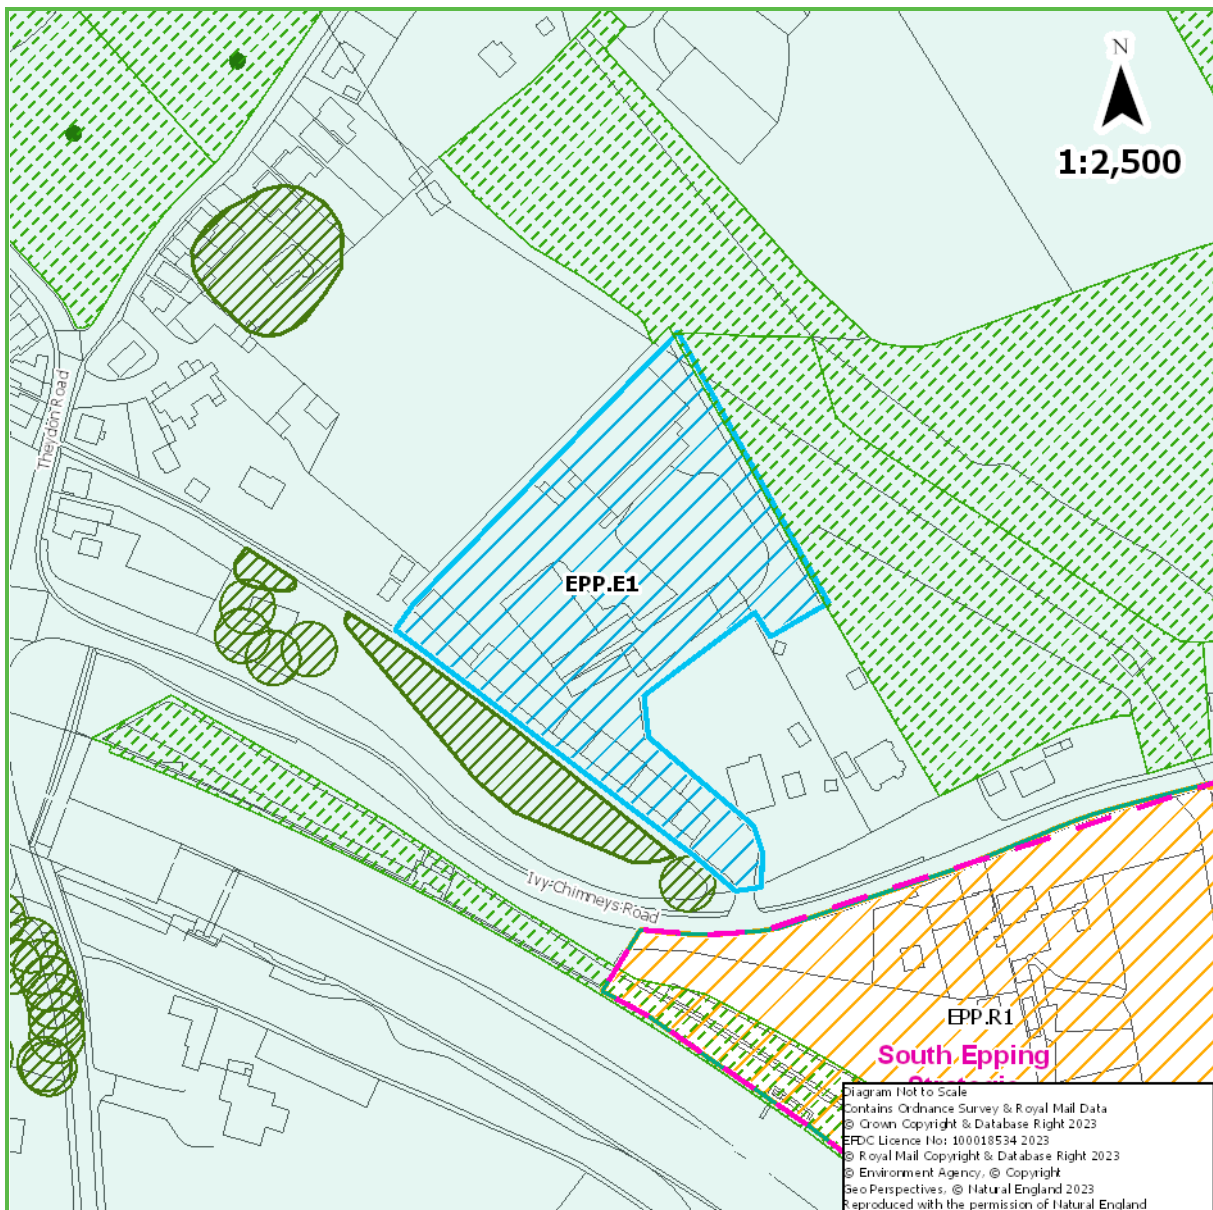 N
1:2,500
Theydon Road
EPP.E1
Ivy-Chimneys-Road
EPP.R1
South Epping
Strategic
Diagram Not to Scale
Contains Ordnance Survey & Royal Mail Data
© Crown Copyright & Database Right 2023
EFDC Licence No: 100018534 2023
© Royal Mail Copyright & Database Right 2023
© Environment Agency, © Copyright
Geo Perspectives, © Natural England 2023
Reproduced with the permission of Natural England